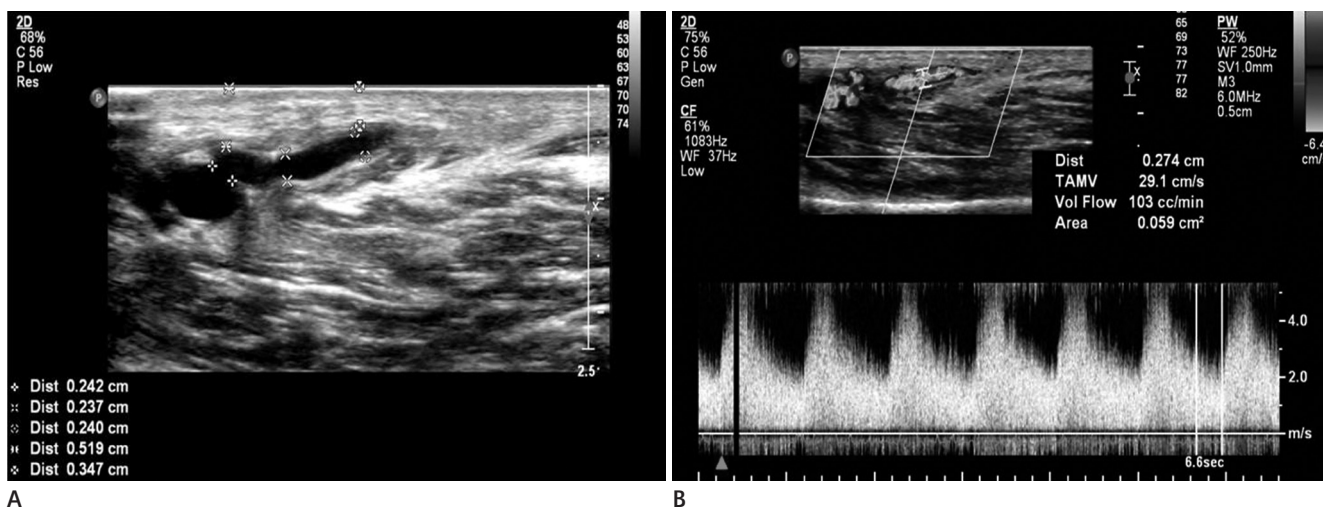 2D
68%
C 56
P Low
Res
P
48
53
60
63
67
70
70
74
X
2.5
Dist 0.242 cm
Dist 0.237 cm
Dist 0.240 cm
Dist 0.519 cm
Dist 0.347 cm
A
2D
75%
C 56
P Low
Gen
CF
61%
1083Hz
WF 37Hz
Low
P
65
69
73
77
77
82
X
PW
52%
WF 250Hz
SV1.0mm
M3
6.0MHz
0.5cm
-6.4
cm/
Dist 0.274 cm
TAMV 29.1 cm/s
Vol Flow 103 cc/min
Area 0.059 cm²
4.0
2.0
m/s
6.6sec
B